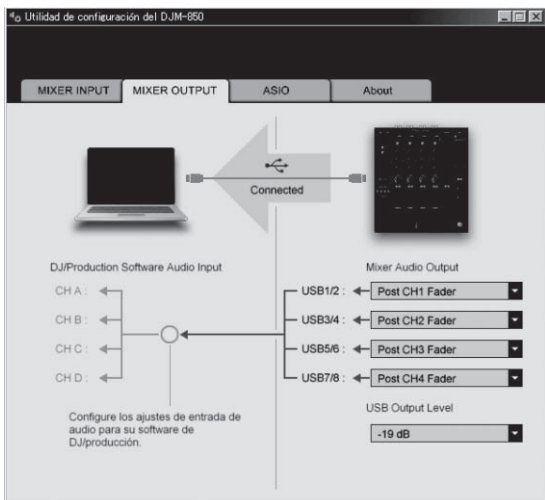 Utilidad de configuración del DJM-850
MIXER INPUT
MIXER OUTPUT
ASIO
About
Connected
DJ/Production Software Audio Input
Mixer Audio Output
CH A :
CH B :
CH C :
CH D :
USB1/2 :
Post CH1 Fader
USB3/4 :
Post CH2 Fader
USB5/6 :
Post CH3 Fader
USB7/8 :
Post CH4 Fader
Configure los ajustes de entrada de
audio para su software de
DJ/producción.
USB Output Level
-19 dB